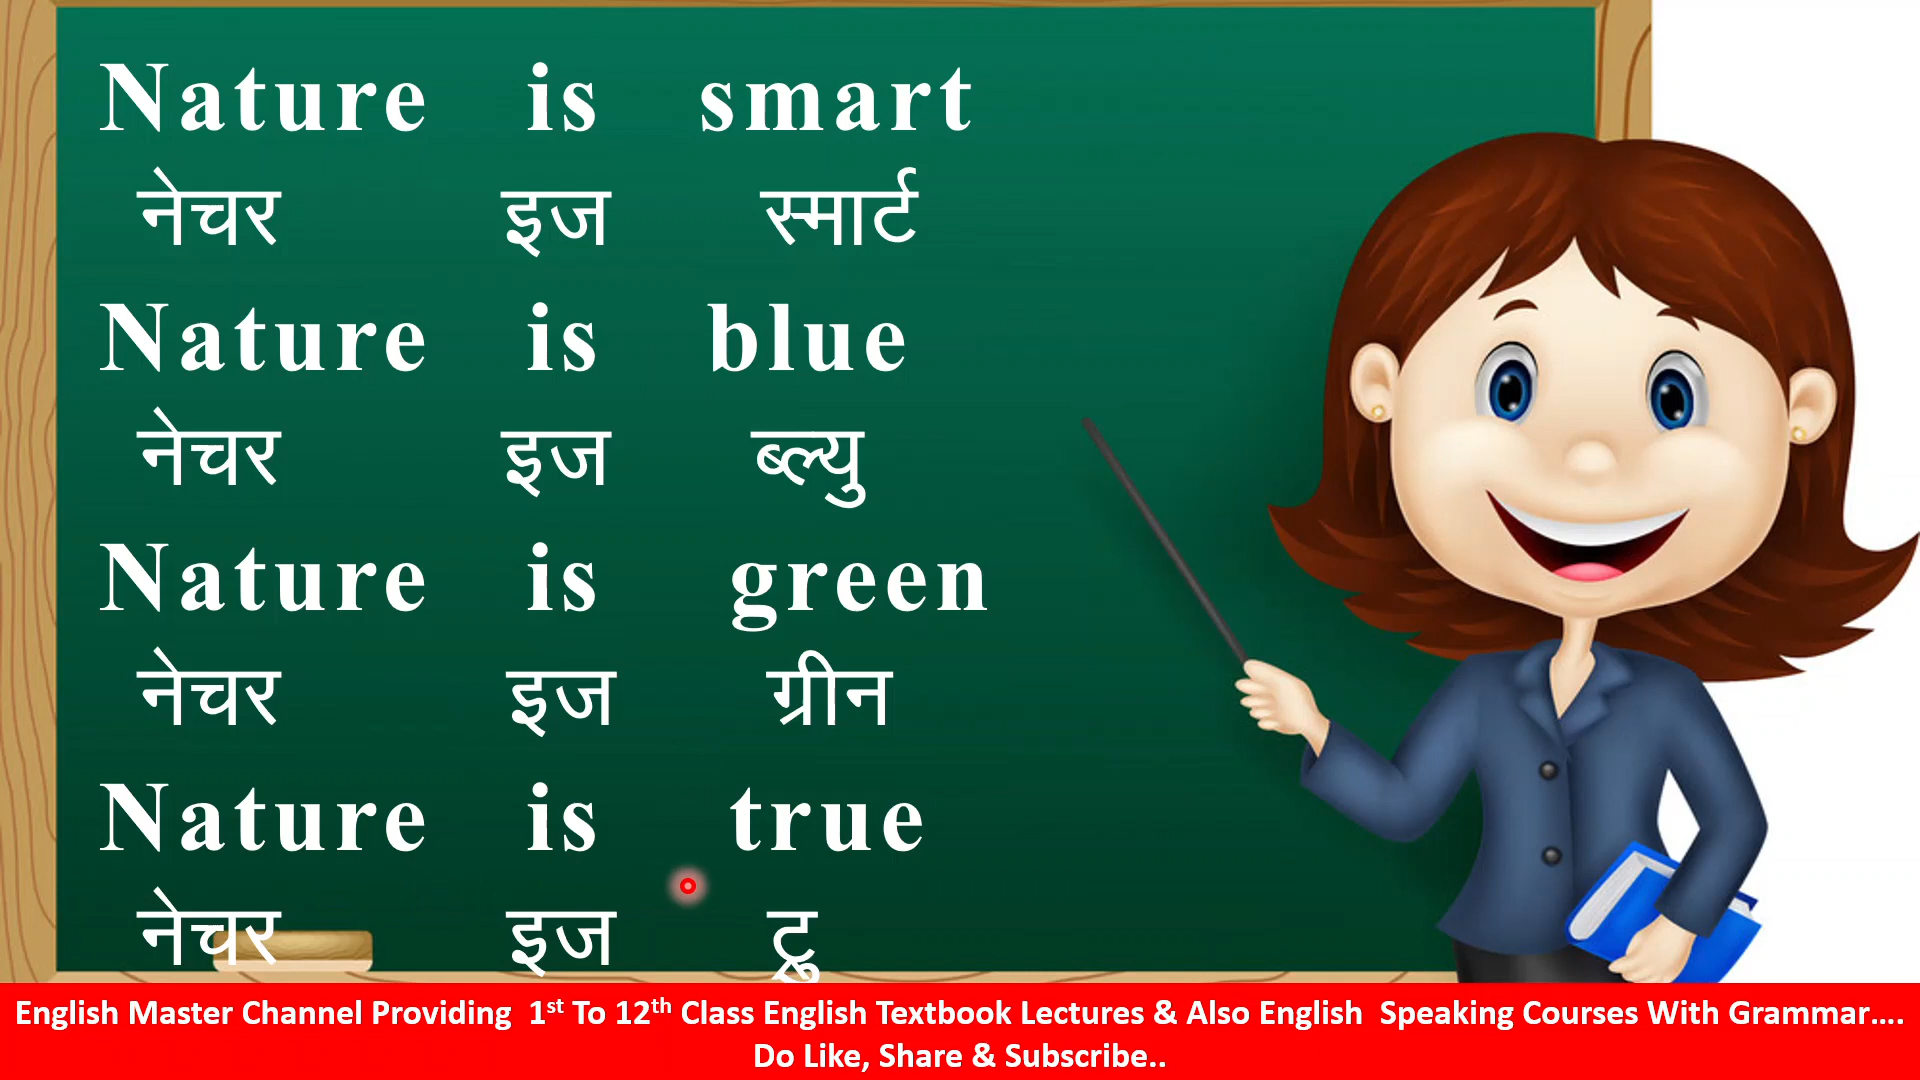 Nature is smart
नेचर इज स्मार्ट
Nature is blue
नेचर इज ब्ल्यु
Nature is green
नेचर इज ग्रीन
Nature is true
नेचर इज ट्रु
English Master Channel Providing 1st To 12th Class English Textbook Lectures & Also English Speaking Courses With Grammar....
Do Like, Share & Subscribe..